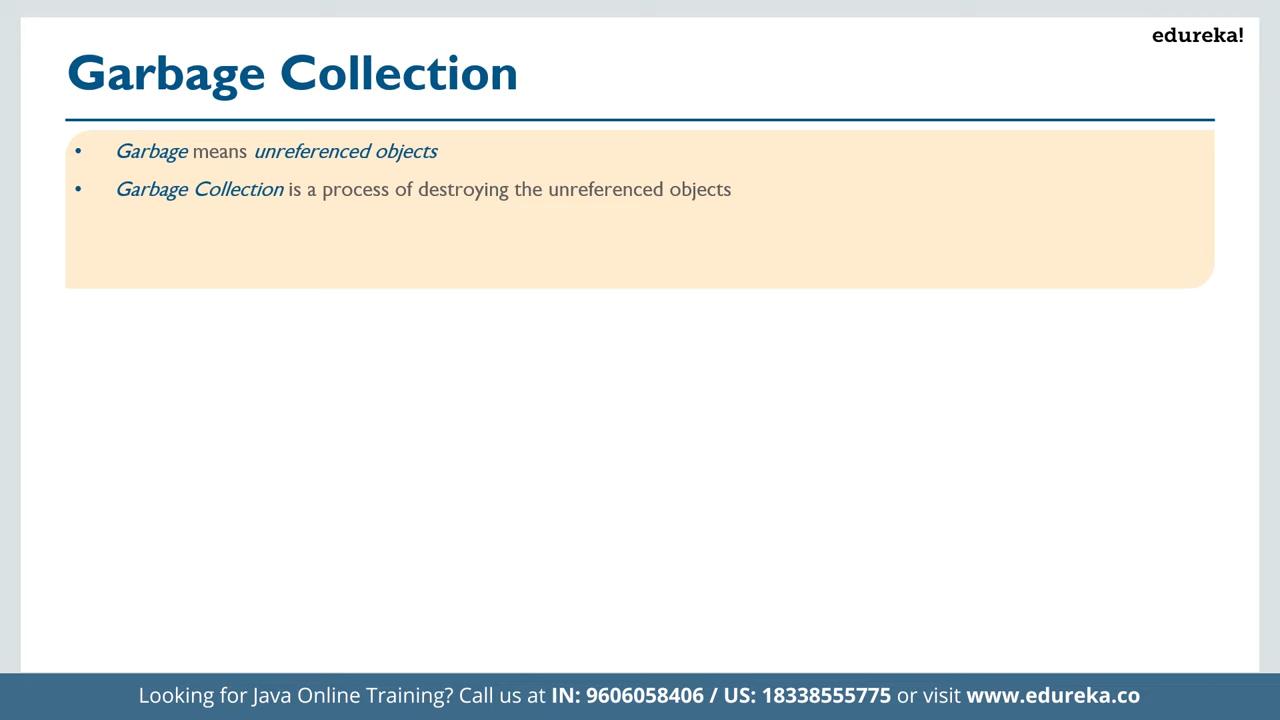 edureka!
Garbage Collection
• Garbage means unreferenced objects
• Garbage Collection is a process of destroying the unreferenced objects
Looking for Java Online Training? Call us at IN: 9606058406 / US: 18338555775 or visit www.edureka.co